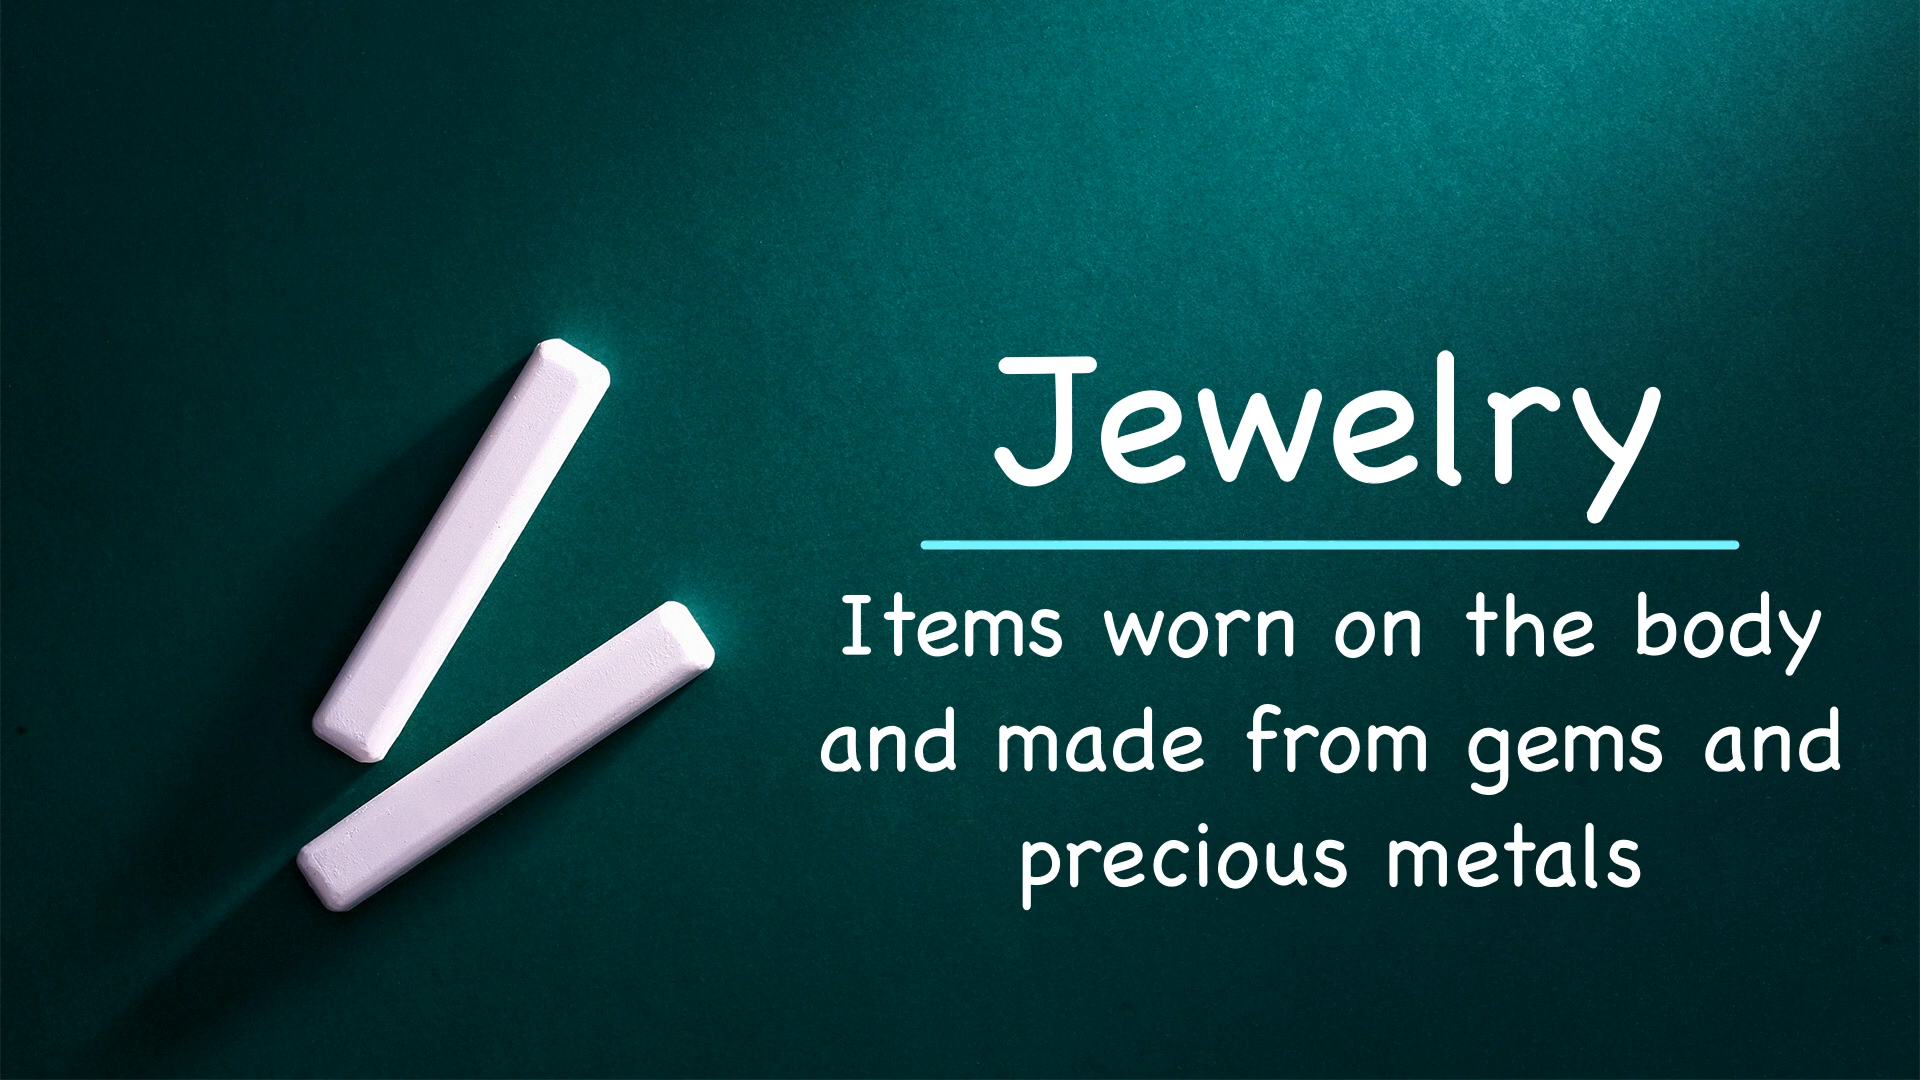 Jewelry
Items worn on the body
and made from gems and
precious metals